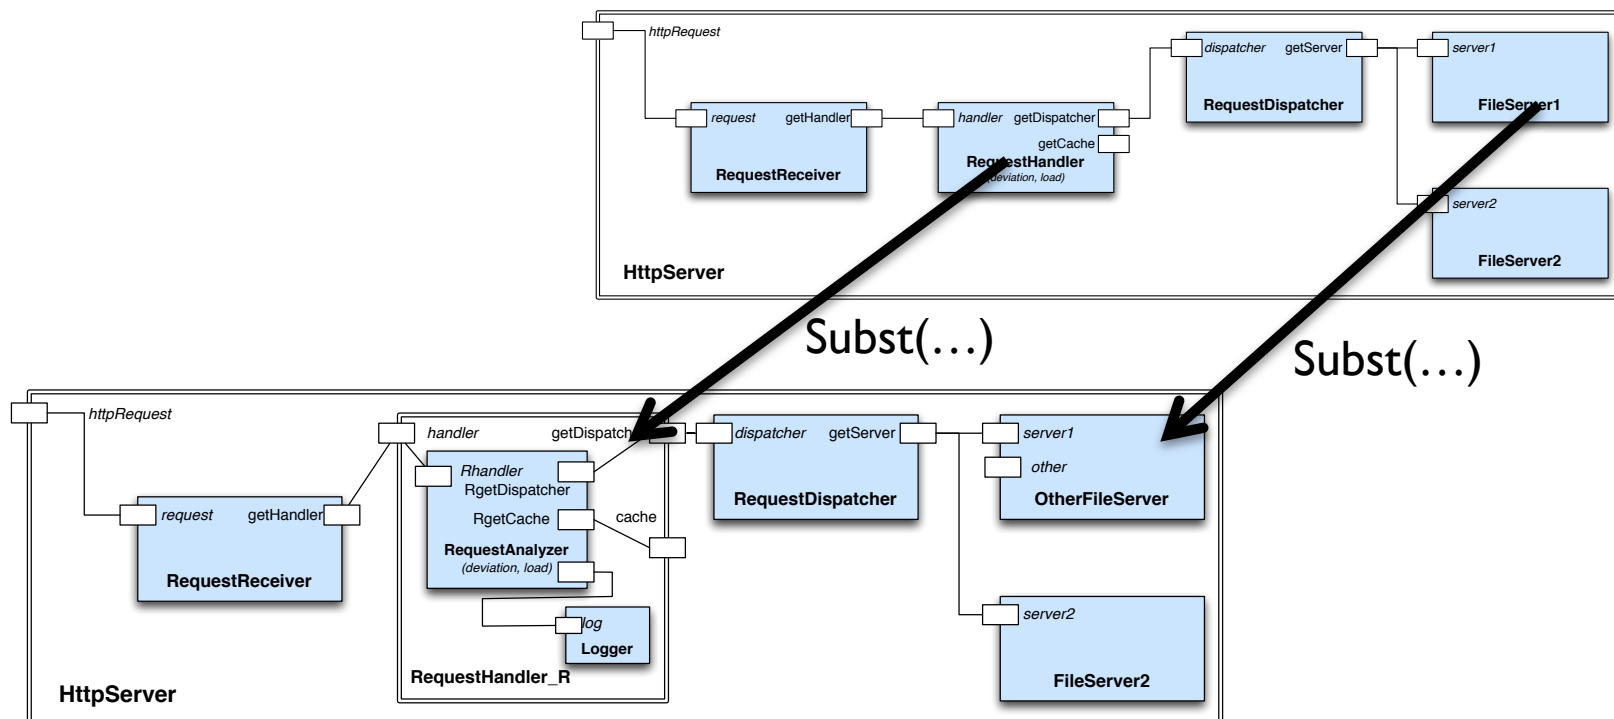 httpRequest
dispatcher getServer
server1
RequestDispatcher
FileServer1
request getHandler
handler getDispatcher
getCache
RequestReceiver
RequestHandler
(deviation, load)
server2
FileServer2
HttpServer
Subst(...)
Subst(...)
httpRequest
handler getDispatche
dispatcher getServer
server1
other
Rhandler
RgetDispatcher
RequestDispatcher
OtherFileServer
request getHandler
RgetCache cache
RequestAnalyzer
(deviation, load)
RequestReceiver
log
Logger
server2
RequestHandler_R
FileServer2
HttpServer